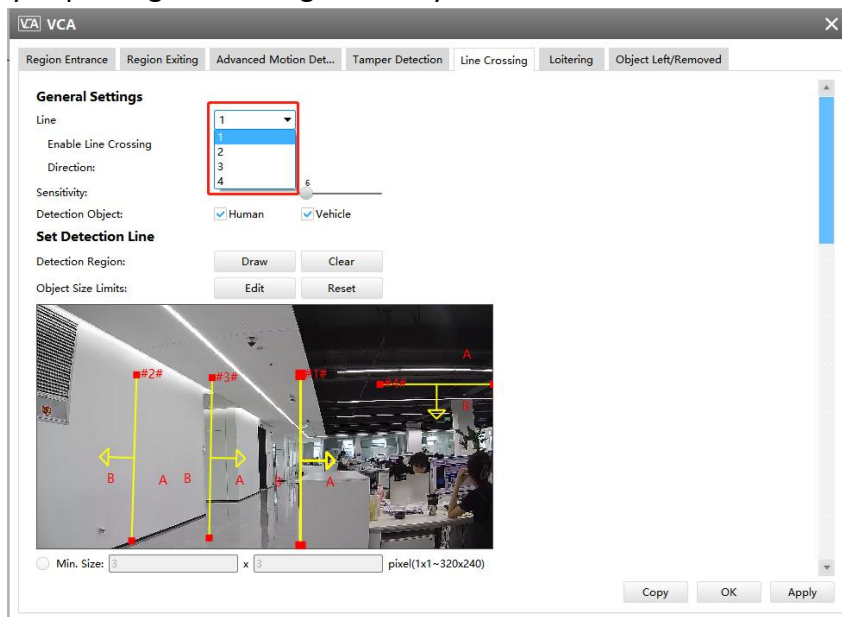 VCA VCA
Region Entrance Region Exiting Advanced Motion Det... Tamper Detection Line Crossing Loitering Object Left/Removed
General Settings
Line 1
1
Enable Line Crossing
2
Direction: 3
4 6
Sensitivity:
Detection Object: Human Vehicle
Set Detection Line
Detection Region: Draw Clear
Object Size Limits: Edit Reset
A
#2# #3# #1# #4#
B
B A B A B A
Min. Size: 3 x 3 pixel(1x1~320x240)
Copy OK Apply